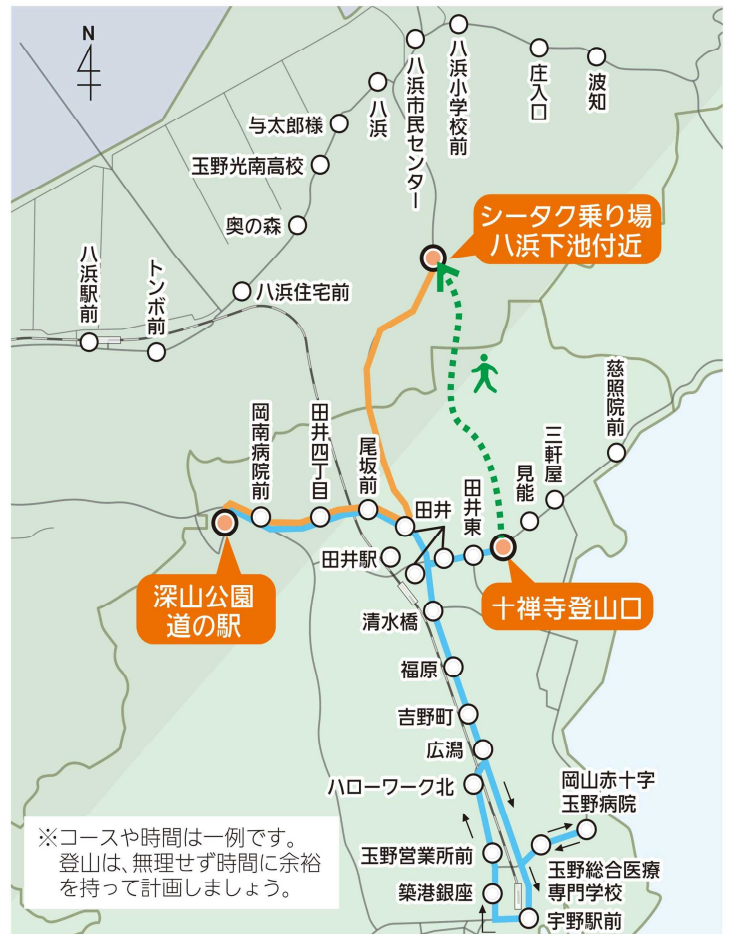 N
八浜小学校前
八浜市民センター
八浜
庄入口
波知
与太郎様
玉野光南高校
奥の森
シータク乗り場
八浜下池付近
八浜駅前
トンボ前
八浜住宅前
慈照院前
三軒屋
見能
岡南病院前
田井四丁目
尾坂前
田井
田井東
田井駅
深山公園
道の駅
十禅寺登山口
清水橋
福原
吉野町
広潟
ハローワーク北
岡山赤十字
玉野病院
玉野営業所前
玉野総合医療
専門学校
築港銀座
宇野駅前
※コースや時間は一例です。
登山は、無理せず時間に余裕
を持って計画しましょう。